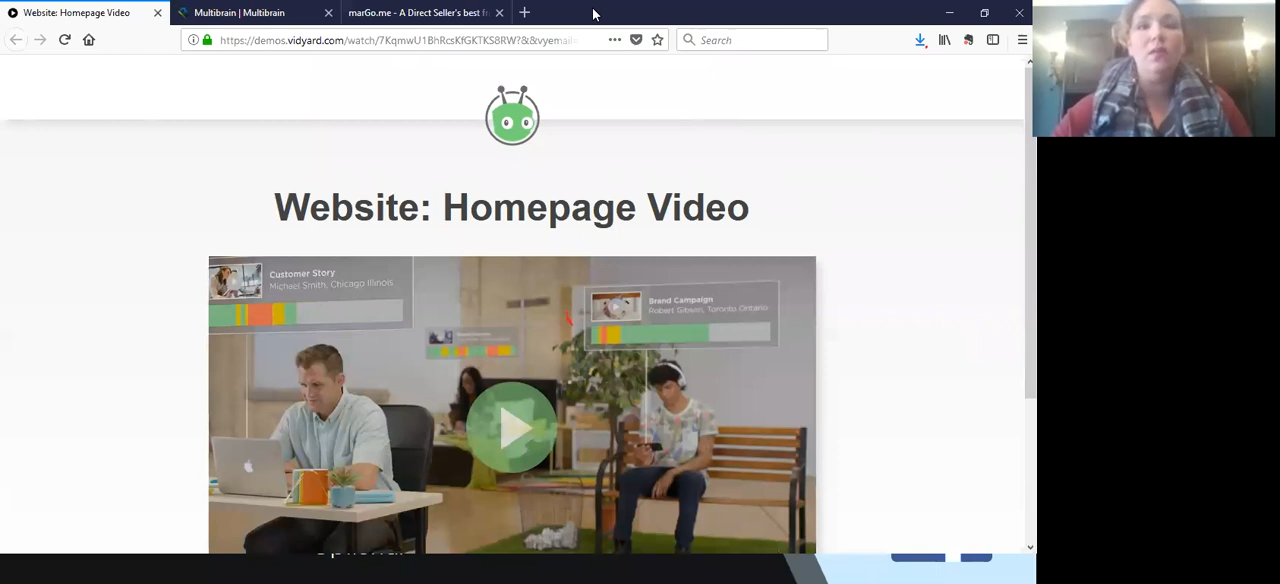 Website: Homepage Video
Multibrain | Multibrain
marGo.me - A Direct Seller's best fr
https://demos.vidyard.com/watch/7KqmwU1BhRcsKfGKTKS8RW?&&vyemail
Search
Website: Homepage Video
Customer Story
Michael Smith, Chicago Illinois
Brand Campaign
Robert Gibson, Toronto Ontario